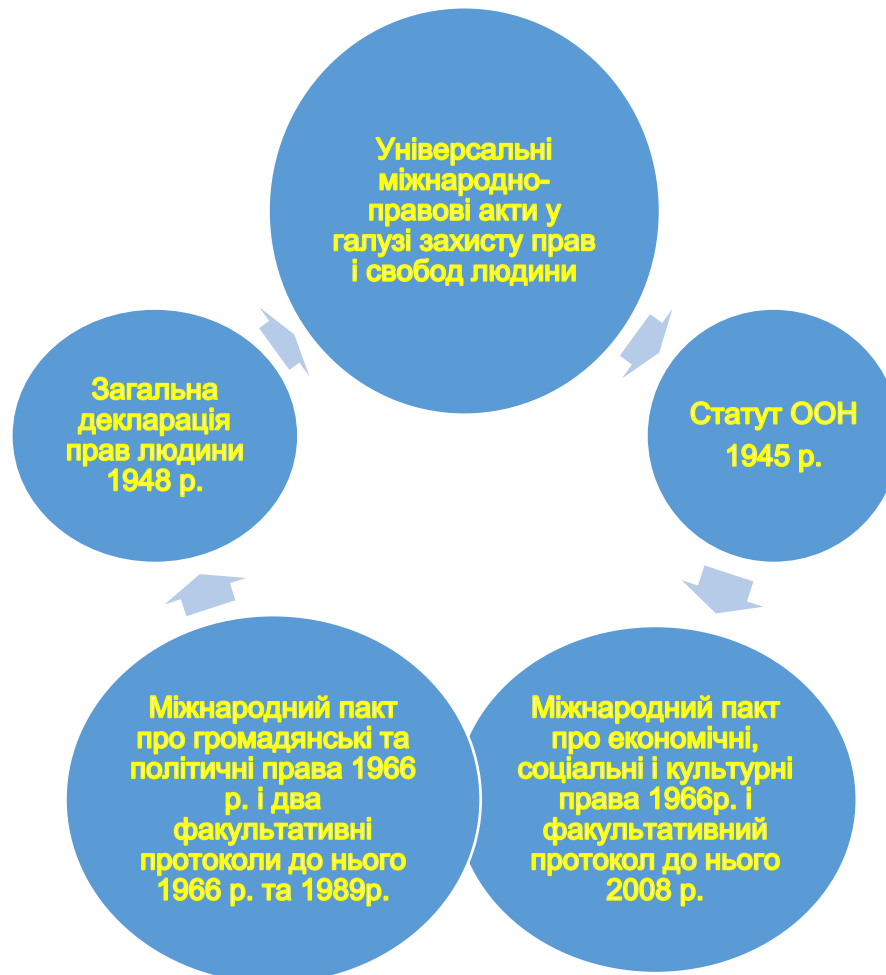 Універсальні
міжнародно-
правові акти у
галузі захисту прав
і свобод людини
Загальна
декларація
прав людини
1948 р.
Статут ООН
1945 р.
Міжнародний пакт
про громадянські та
політичні права 1966
р. і два
факультативні
протоколи до нього
1966 р. та 1989р.
Міжнародний пакт
про економічні,
соціальні і культурні
права 1966р. і
факультативний
протокол до нього
2008 р.